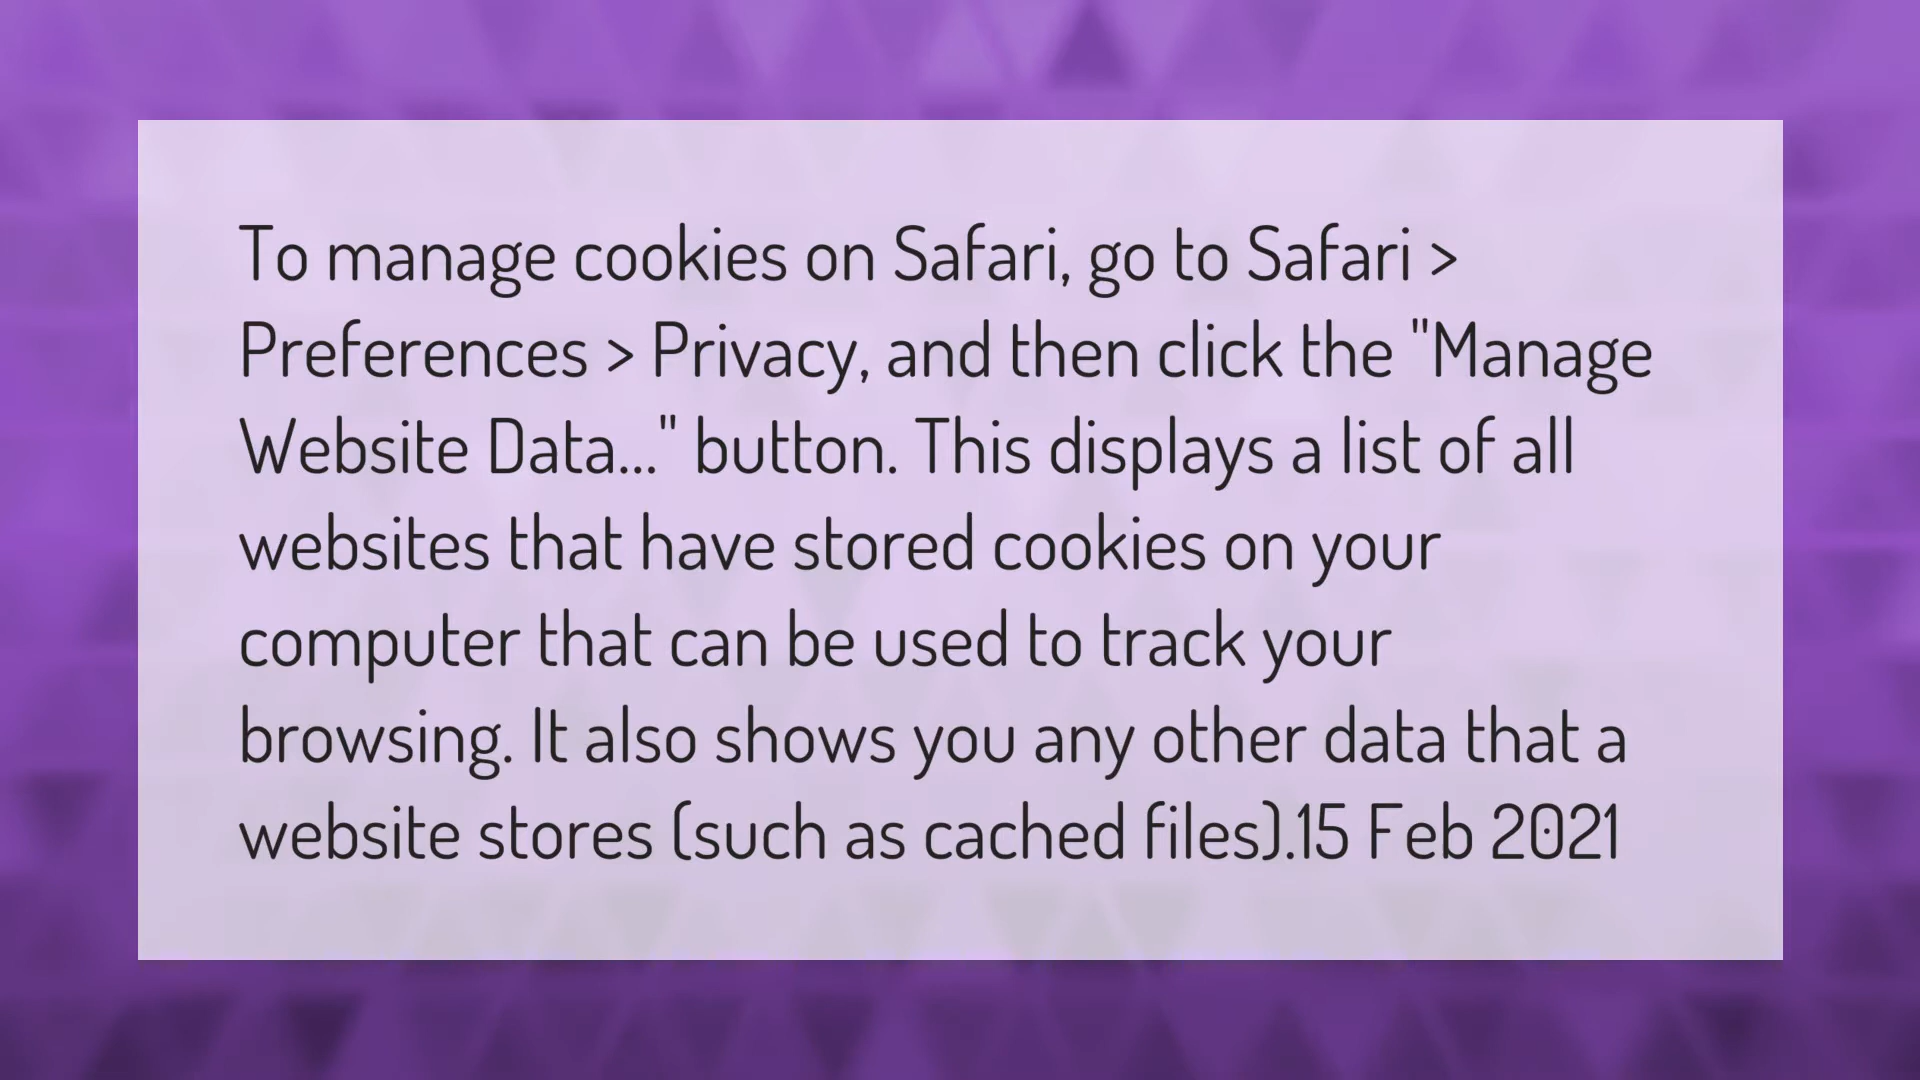 To manage cookies on Safari, go to Safari >
Preferences > Privacy, and then click the "Manage
Website Data..." button. This displays a list of all
websites that have stored cookies on your
computer that can be used to track your
browsing. It also shows you any other data that a
website stores (such as cached files).15 Feb 2021